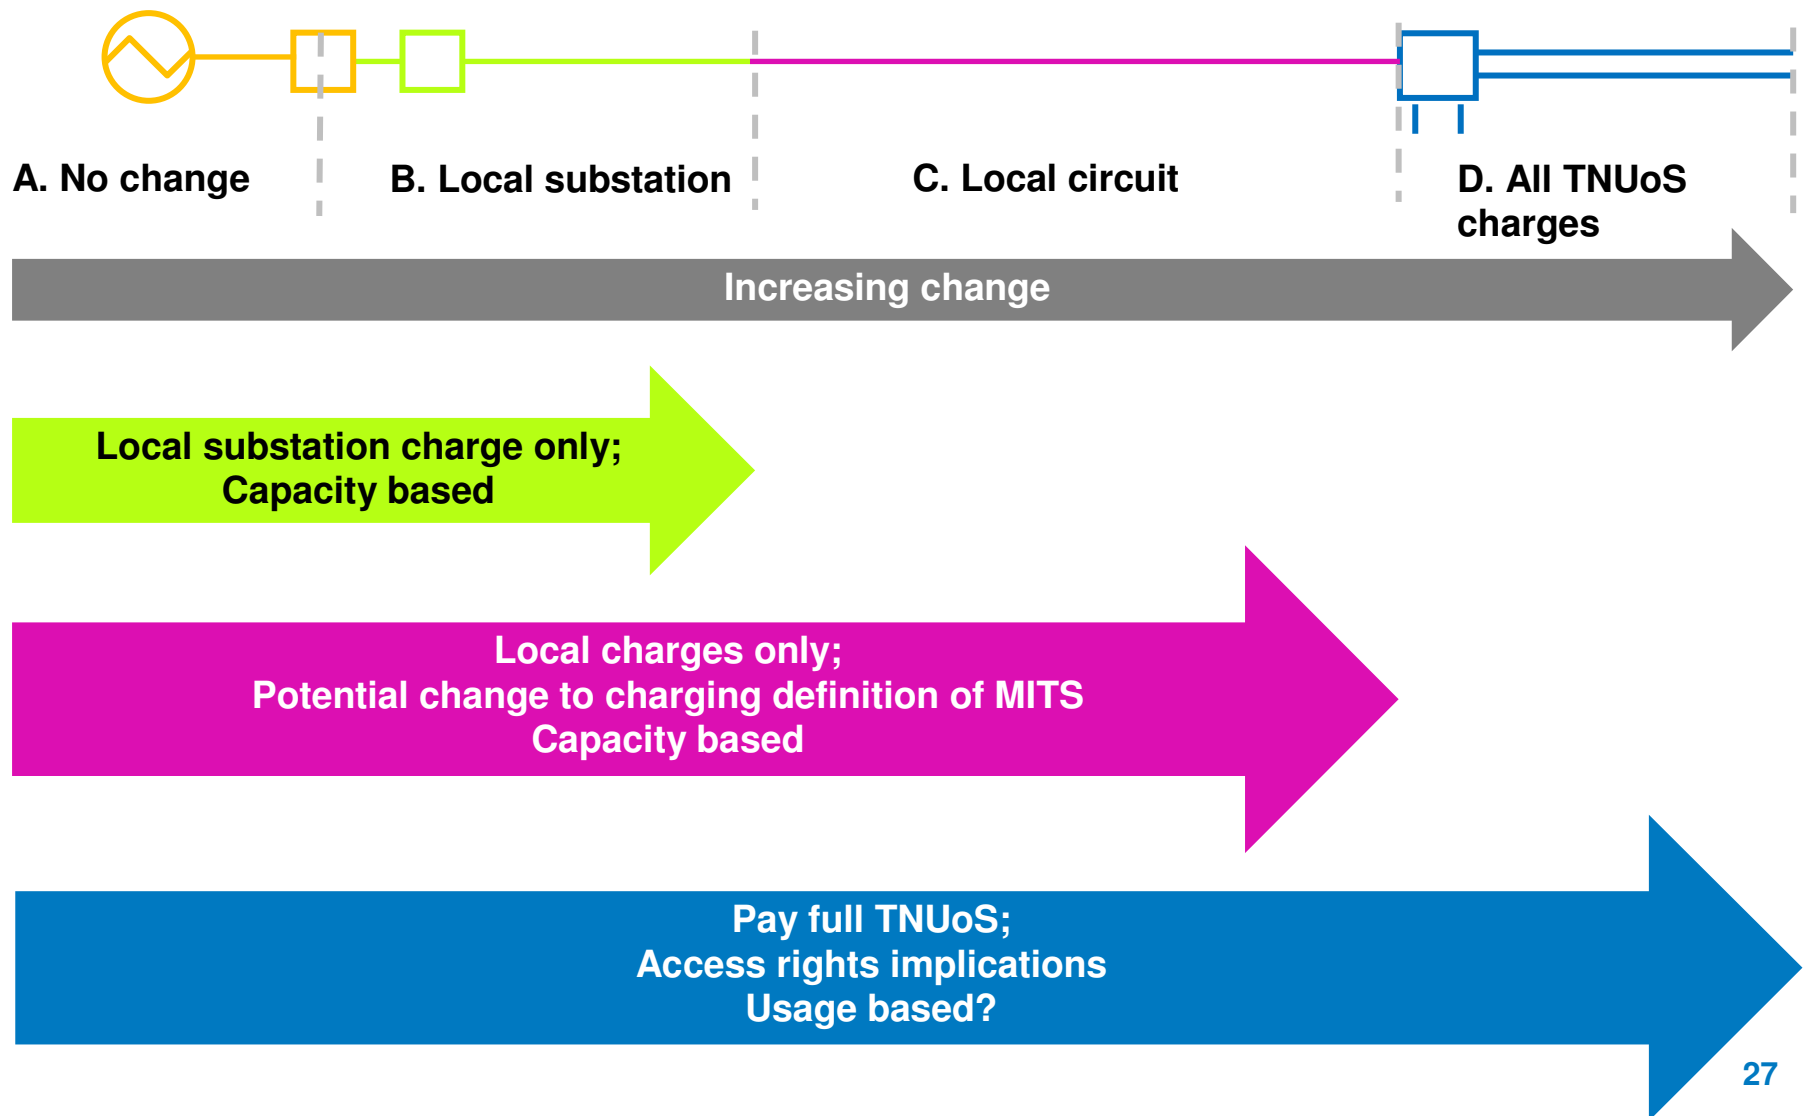 A. No change
B. Local substation
C. Local circuit
D. All TNUoS
charges
Increasing change
Local substation charge only;
Capacity based
Local charges only;
Potential change to charging definition of MITS
Capacity based
Pay full TNUoS;
Access rights implications
Usage based?
27